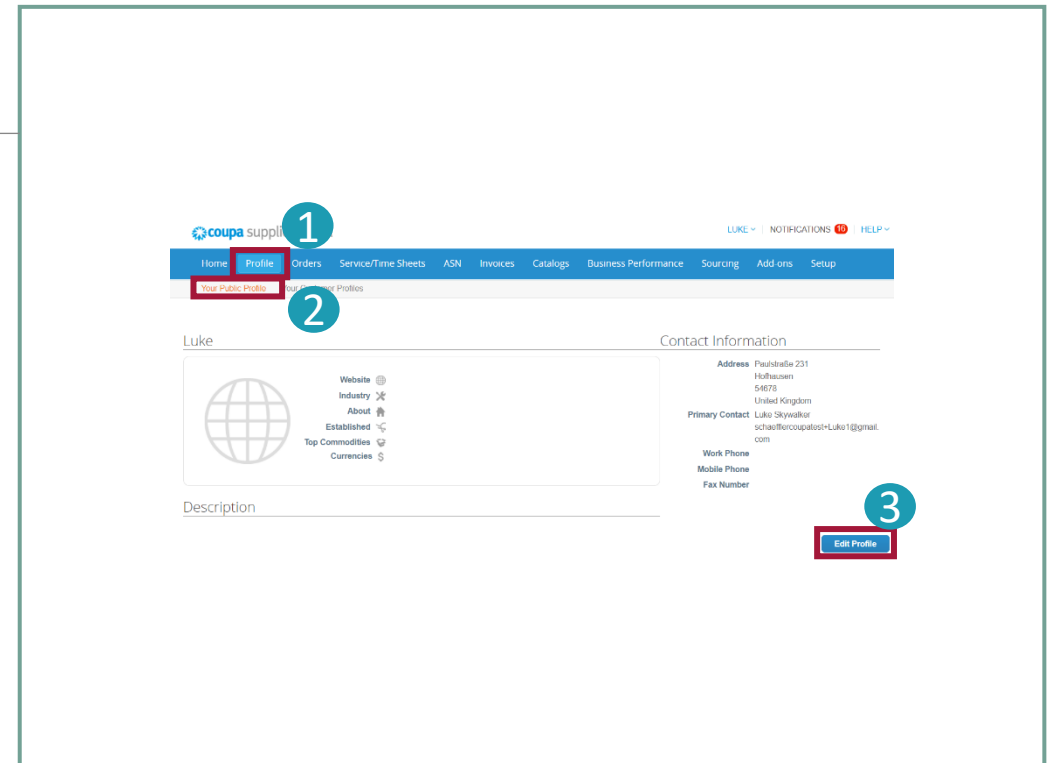 1
coupa suppli
LUKE NOTIFICATIONS 16 HELP
Home Profile Orders Service/Time Sheets ASN Invoices Catalogs Business Performance Sourcing Add-ons Setup
Your Public Profile Profiles
2
Luke
Contact Information
Address Paulstraße 231
Hofhausen
54678
United Kingdom
Website
Industry
About
Established
Top Commodities
Currencies
Primary Contact Luke Skywalker
schaefflercoupatest+Luke1@gmail.
com
Work Phone
Mobile Phone
Fax Number
Description
3
Edit Profile